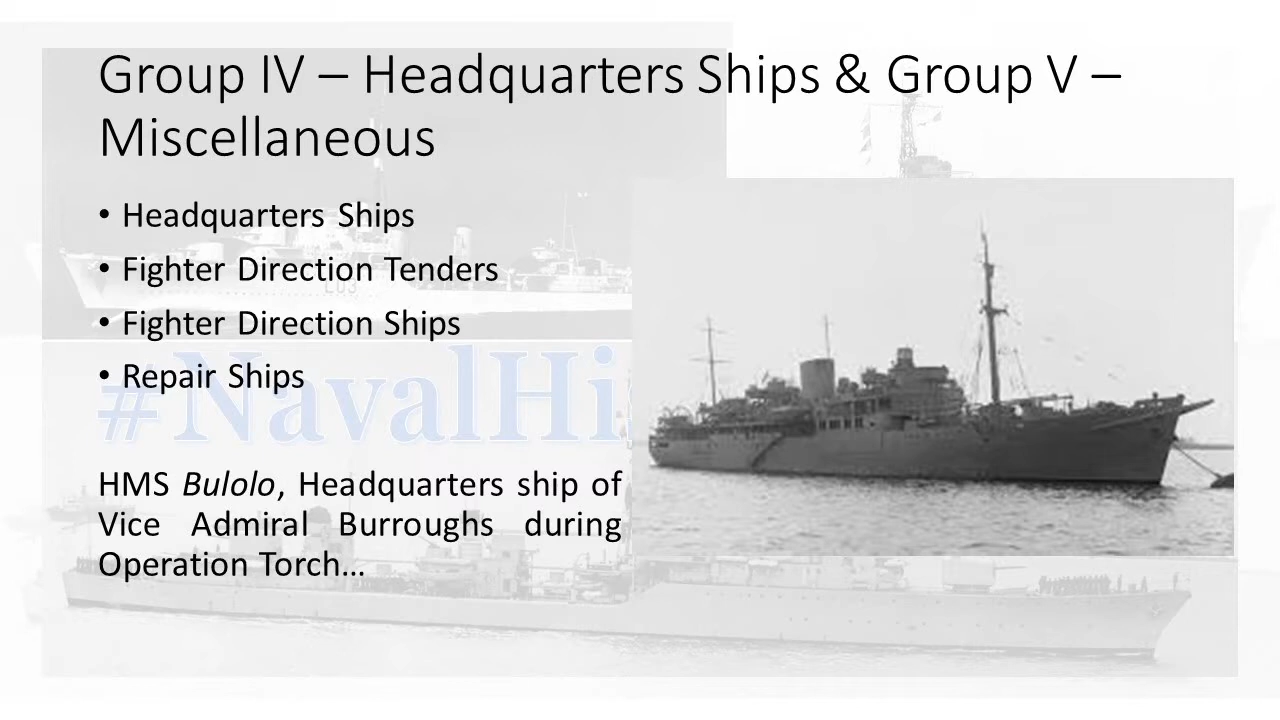 Group IV – Headquarters Ships & Group V –
Miscellaneous
• Headquarters Ships
• Fighter Direction Tenders
• Fighter Direction Ships
• Repair Ships
#NavalHi
HMS Bulolo, Headquarters ship of
Vice Admiral Burroughs during
Operation Torch…